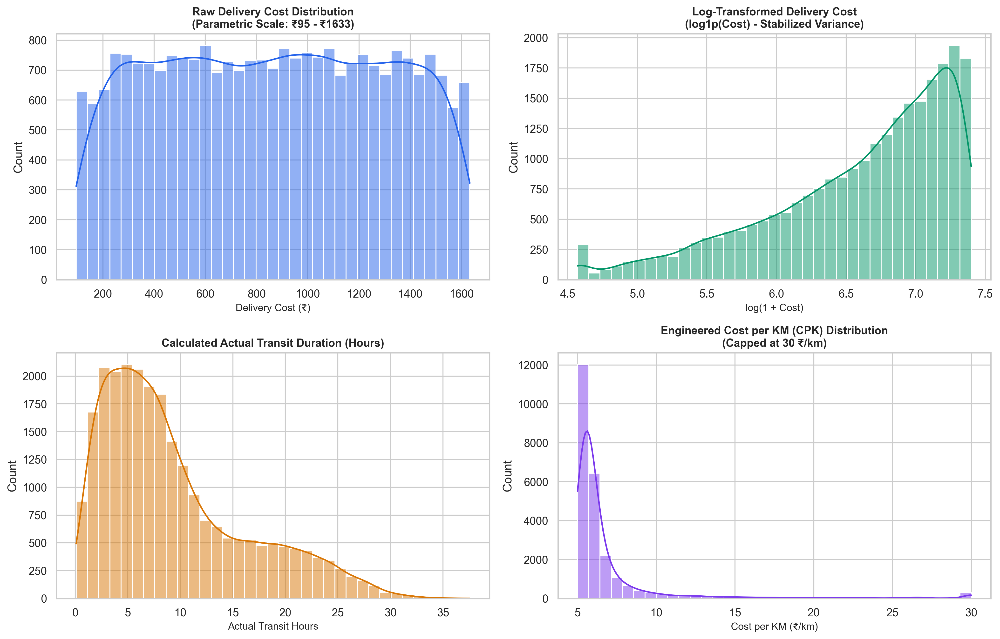 Raw Delivery Cost Distribution
(Parametric Scale: ₹95 - ₹1633)
800
700
600
500
400
300
200
100
0
Count
200 400 600 800 1000 1200 1400 1600
Delivery Cost (₹)
Log-Transformed Delivery Cost
(log1p(Cost) - Stabilized Variance)
2000
1750
1500
1250
1000
750
500
250
0
Count
4.5 5.0 5.5 6.0 6.5 7.0 7.5
log(1 + Cost)
Calculated Actual Transit Duration (Hours)
2000
1750
1500
1250
1000
750
500
250
0
Count
0 5 10 15 20 25 30 35
Actual Transit Hours
Engineered Cost per KM (CPK) Distribution
(Capped at 30 ₹/km)
12000
10000
8000
6000
4000
2000
0
Count
5 10 15 20 25 30
Cost per KM (₹/km)